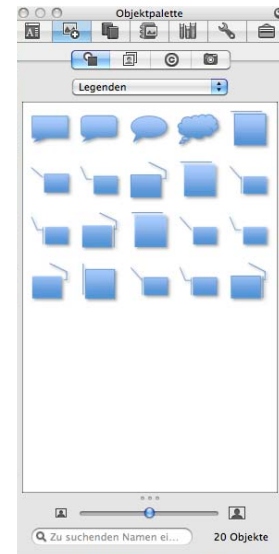 Objektpalette
A
Legenden
Zu suchenden Namen ei...
20 Objekte